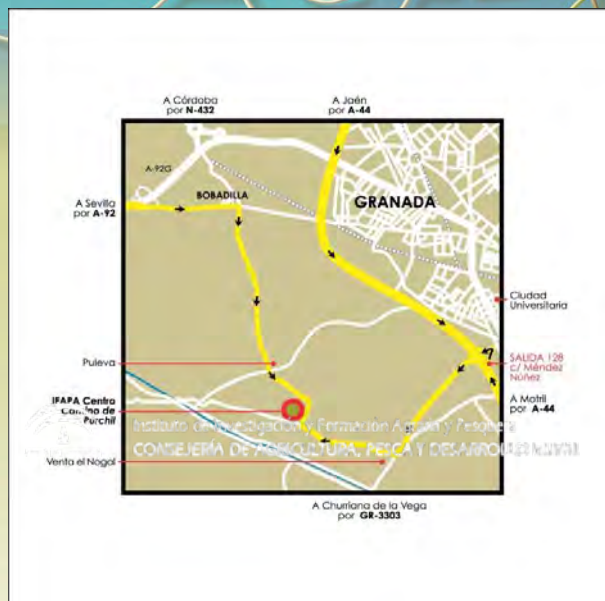 A Córdoba
por N-432
A Jaén
por A-44
A-92G
BOBADILLA
GRANADA
A Sevilla
por A-92
Ciudad
Universitaria
Puleva
SALIDA 128
c/ Méndez
Núñez
IFAPA Centro
Camino de
Purchil
A Motril
por A-44
Instituto de Investigación y Formación Agraria y Pesquera
CONSEJERÍA DE AGRICULTURA, PESCA Y DESARROLLO RURAL
Venta el Nogal
A Churriana de la Vega
por GR-3303